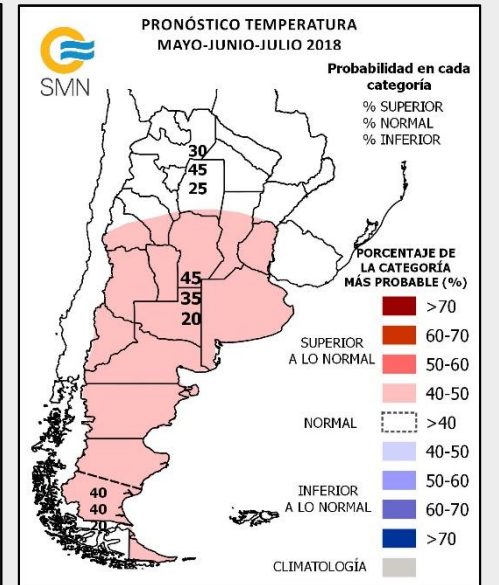 PRONÓSTICO TEMPERATURA
MAYO-JUNIO-JULIO 2018
SMN
Probabilidad en cada
categoría
% SUPERIOR
% NORMAL
% INFERIOR
30
45
25
45
35
20
40
40
20
PORCENTAJE DE
LA CATEGORÍA
MÁS PROBABLE (%)
SUPERIOR
A LO NORMAL
>70
60-70
50-60
40-50
NORMAL
>40
INFERIOR
A LO NORMAL
40-50
50-60
60-70
>70
CLIMATOLOGÍA